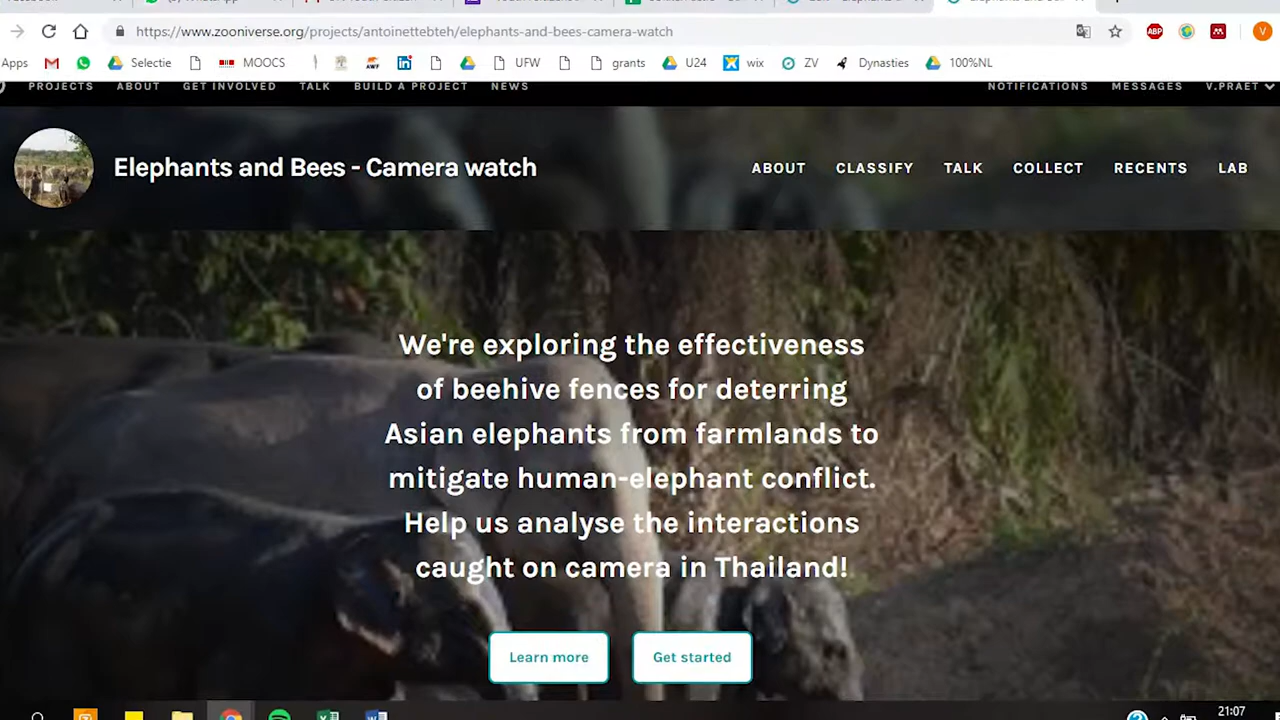 https://www.zooniverse.org/projects/antoinettebteh/elephants-and-bees-camera-watch
ABP
V
Apps Selectie MOOCS AWF UFW grants U24 wix ZV Dynasties 100%NL
PROJECTS ABOUT GET INVOLVED TALK BUILD A PROJECT NEWS NOTIFICATIONS MESSAGES V.PRAET
Elephants and Bees - Camera watch
ABOUT CLASSIFY TALK COLLECT RECENTS LAB
We're exploring the effectiveness
of beehive fences for deterring
Asian elephants from farmlands to
mitigate human-elephant conflict.
Help us analyse the interactions
caught on camera in Thailand!
Learn more Get started
21:07